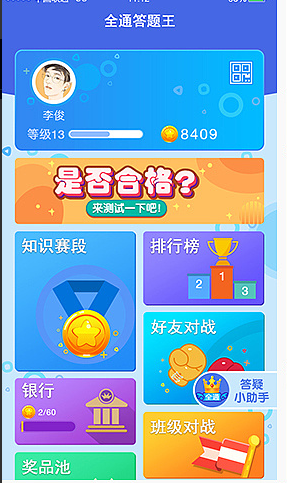 全通答题王
李俊
等级13
8409
是否合格?
来测试一下吧!
知识赛段
排行榜
2 1 3
好友对战
银行
2/60
全通
答疑
小助手
班级对战
奖品池